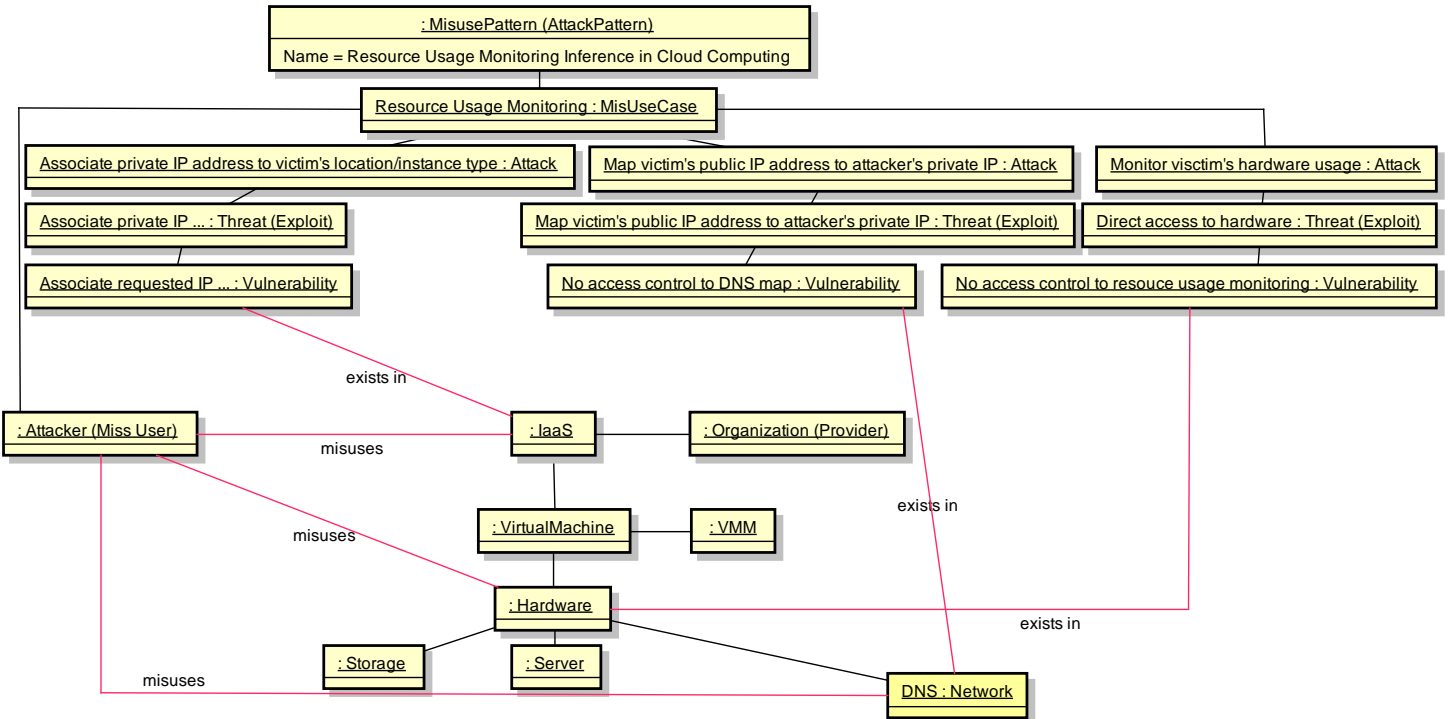 : MisusePattern (AttackPattern)
Name = Resource Usage Monitoring Inference in Cloud Computing
Resource Usage Monitoring : MisUseCase
Associate private IP address to victim's location/instance type : Attack
Map victim's public IP address to attacker's private IP : Attack
Monitor visctim's hardware usage : Attack
Associate private IP ... : Threat (Exploit)
Map victim's public IP address to attacker's private IP : Threat (Exploit)
Direct access to hardware : Threat (Exploit)
Associate requested IP ... : Vulnerability
No access control to DNS map : Vulnerability
No access control to resouce usage monitoring : Vulnerability
exists in
: Attacker (Miss User)
: IaaS
: Organization (Provider)
misuses
exists in
: VirtualMachine
: VMM
misuses
: Hardware
exists in
: Storage
: Server
misuses
DNS : Network